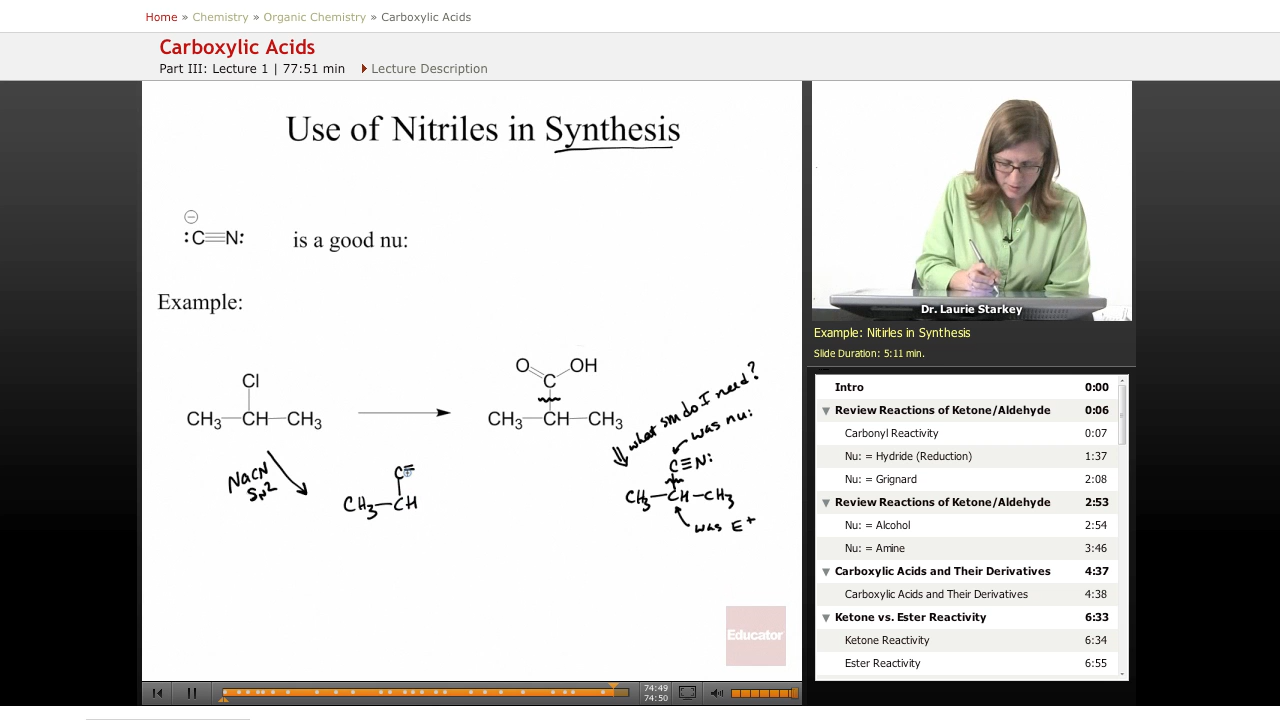 Home » Chemistry » Organic Chemistry » Carboxylic Acids
Carboxylic Acids
Part III: Lecture 1 | 77:51 min Lecture Description
Use of Nitriles in Synthesis
:C≡N:
is a good nu:
Example:
Cl
CH3—CH—CH3
O OH
C
CH3—CH—CH3
what sm do I need?
was nu:
C≡N:
CH3—CH—CH3
was E+
NaCN
SN2
C≡
CH3—CH
Educator
74:49
74:50
Dr. Laurie Starkey
Example: Nitirles in Synthesis
Slide Duration: 5:11 min.
Intro 0:00
Review Reactions of Ketone/Aldehyde 0:06
Carbonyl Reactivity 0:07
Nu: = Hydride (Reduction) 1:37
Nu: = Grignard 2:08
Review Reactions of Ketone/Aldehyde 2:53
Nu: = Alcohol 2:54
Nu: = Amine 3:46
Carboxylic Acids and Their Derivatives 4:37
Carboxylic Acids and Their Derivatives 4:38
Ketone vs. Ester Reactivity 6:33
Ketone Reactivity 6:34
Ester Reactivity 6:55